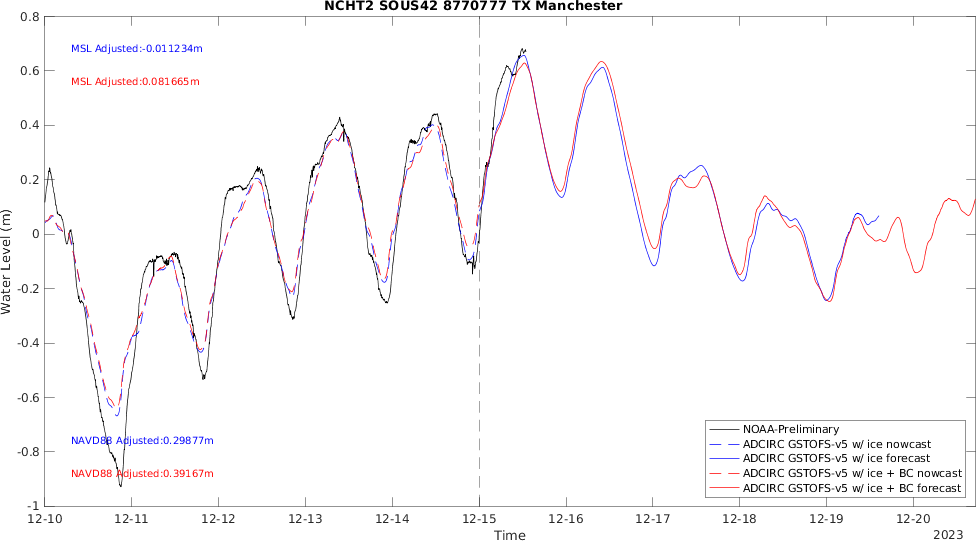 NCHT2 SOUS42 8770777 TX Manchester
0.8
0.6
0.4
0.2
0
-0.2
-0.4
-0.6
-0.8
-1
Water Level (m)
MSL Adjusted:-0.011234m
MSL Adjusted:0.081665m
NAVD88 Adjusted:0.29877m
NAVD88 Adjusted:0.39167m
NOAA-Preliminary
ADCIRC GSTOFS-v5 w/ ice nowcast
ADCIRC GSTOFS-v5 w/ ice forecast
ADCIRC GSTOFS-v5 w/ ice + BC nowcast
ADCIRC GSTOFS-v5 w/ ice + BC forecast
12-10 12-11 12-12 12-13 12-14 12-15 12-16 12-17 12-18 12-19 12-20
Time
2023